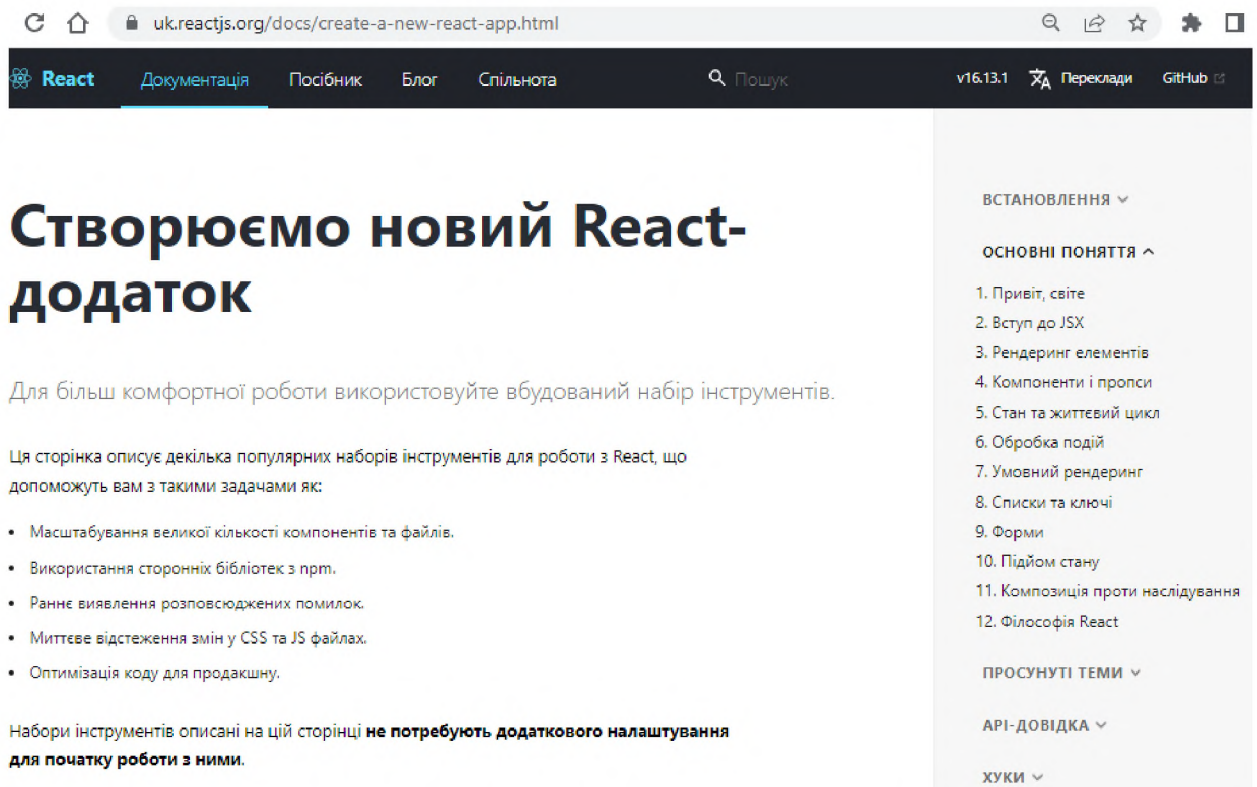 uk.reactjs.org/docs/create-a-new-react-app.html
React Документація Посібник Блог Спільнота Пошук v16.13.1 Переклади GitHub
Створюємо новий React-
додаток
Для більш комфортної роботи використовуйте вбудований набір інструментів.
Ця сторінка описує декілька популярних наборів інструментів для роботи з React, що
допоможуть вам з такими задачами як:
• Масштабування великої кількості компонентів та файлів.
• Використання сторонніх бібліотек з npm.
• Раннє виявлення розповсюджених помилок.
• Миттєве відстеження змін у CSS та JS файлах.
• Оптимізація коду для продакшну.
Набори інструментів описані на цій сторінці не потребують додаткового налаштування
для початку роботи з ними.
ВСТАНОВЛЕННЯ
ОСНОВНІ ПОНЯТТЯ
1. Привіт, світе
2. Вступ до JSX
3. Рендеринг елементів
4. Компоненти і пропси
5. Стан та життєвий цикл
6. Обробка подій
7. Умовний рендеринг
8. Списки та ключі
9. Форми
10. Підйом стану
11. Композиція проти наслідування
12. Філософія React
ПРОСУНУТІ ТЕМИ
API-ДОВІДКА
ХУКИ